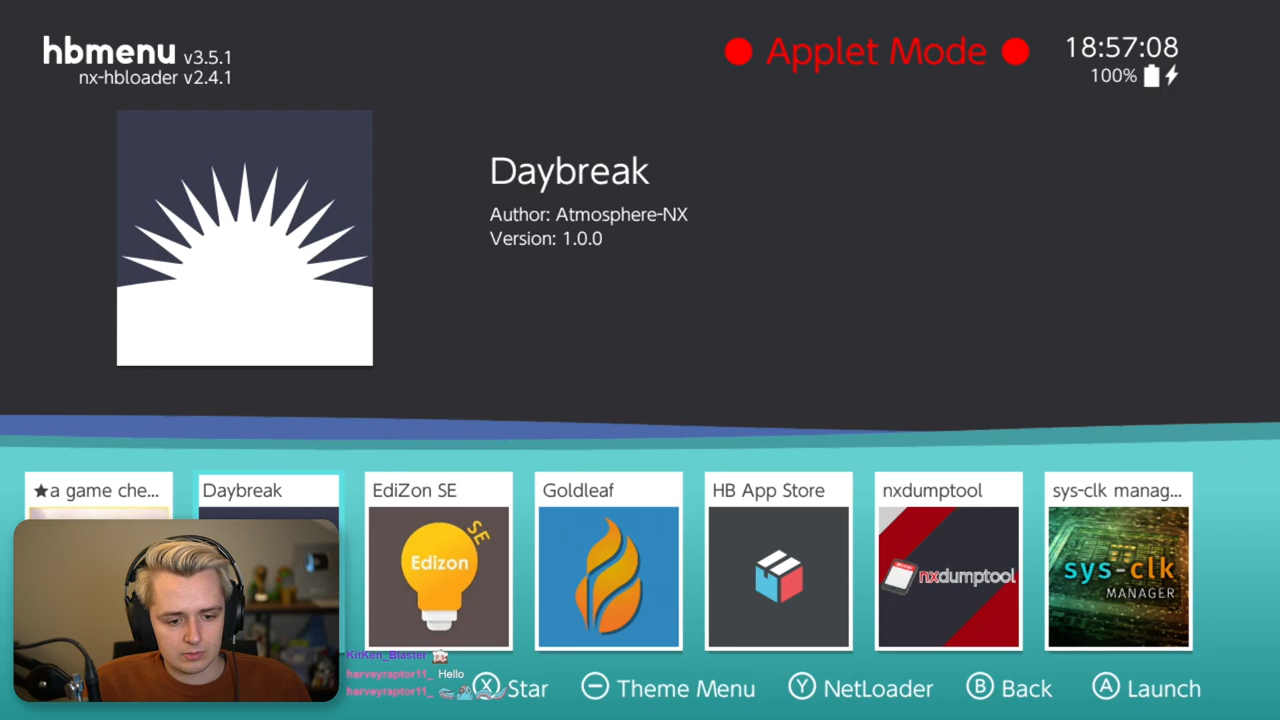 hbmenu v3.5.1
nx-hbloader v2.4.1
Applet Mode
18:57:08
100%
Daybreak
Author: Atmosphere-NX
Version: 1.0.0
★a game che...
Daybreak
EdiZon SE
Goldleaf
HB App Store
nxdumptool
sys-clk manag...
Edizon
SE
nxdumptool
sys-clk
MANAGER
KitKen_Blaster
harveyraptor11_ Hello
harveyraptor11_
X Star
Theme Menu
Y NetLoader
B Back
A Launch